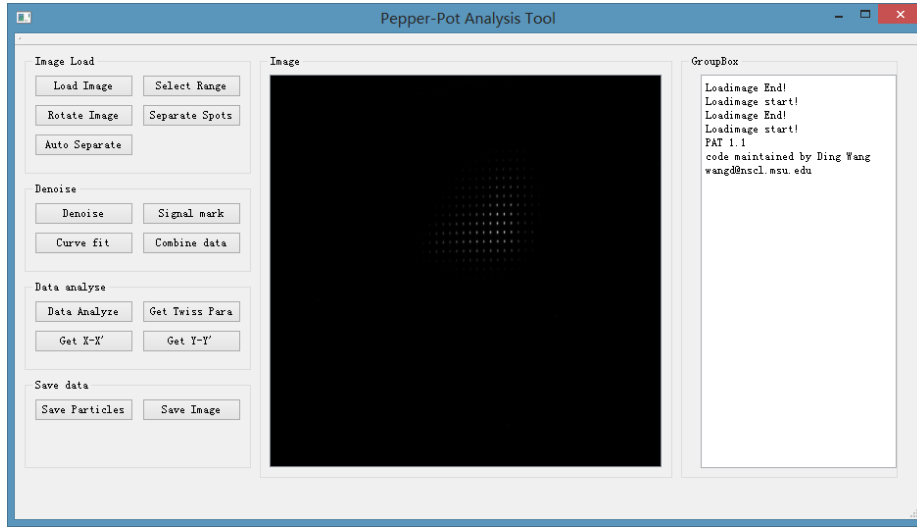 Pepper-Pot Analysis Tool
Image Load
Load Image
Select Range
Rotate Image
Separate Spots
Auto Separate
Denoise
Denoise
Signal mark
Curve fit
Combine data
Data analyse
Data Analyze
Get Twiss Para
Get X-X'
Get Y-Y'
Save data
Save Particles
Save Image
Image
GroupBox
Loadimage End!
Loadimage start!
Loadimage End!
Loadimage start!
PAT 1.1
code maintained by Ding Wang
wangd@nscl.msu.edu